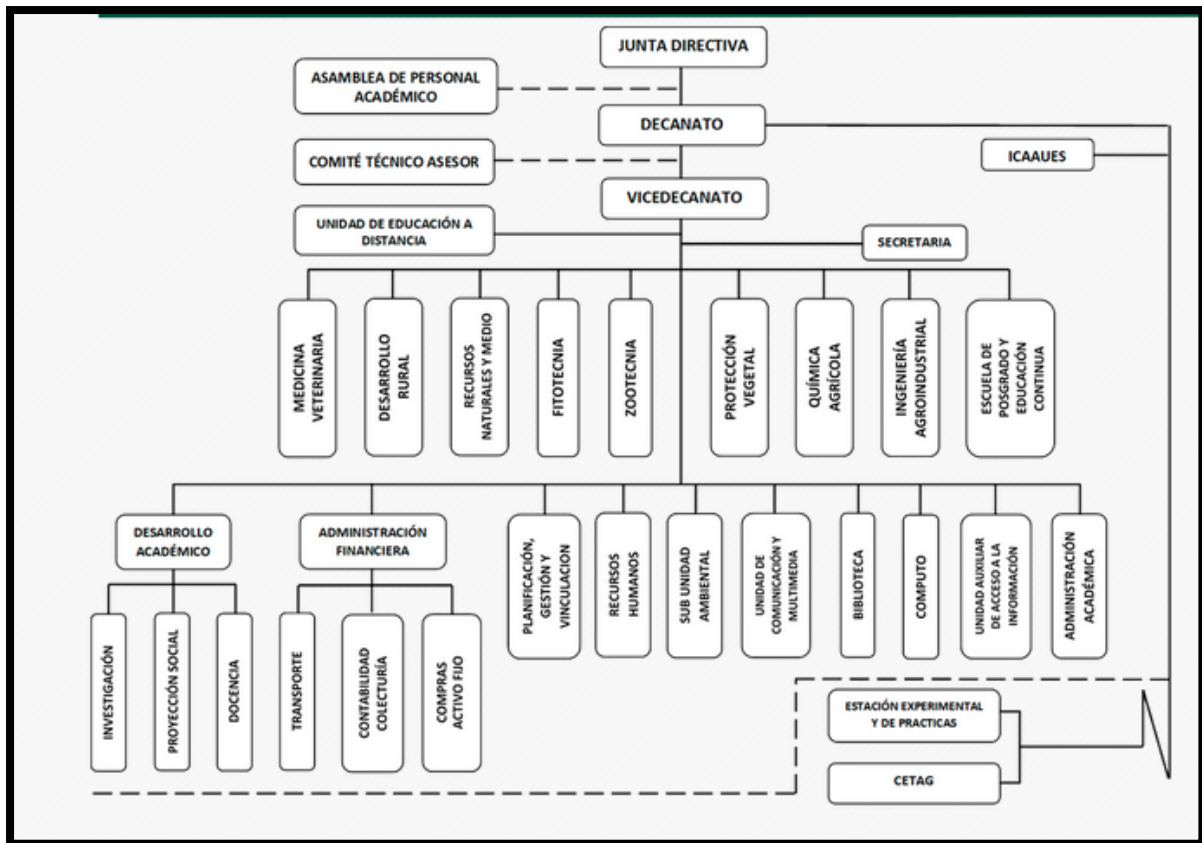 JUNTA DIRECTIVA
ASAMBLEA DE PERSONAL
ACADÉMICO
DECANATO
COMITÉ TÉCNICO ASESOR
ICAAUES
VICEDECANATO
UNIDAD DE EDUCACIÓN A
DISTANCIA
SECRETARIA
MEDICINA
VETERINARIA
DESARROLLO
RURAL
RECURSOS
NATURALES Y MEDIO
FITOTECNIA
ZOOTECNIA
PROTECCIÓN
VEGETAL
QUÍMICA
AGRÍCOLA
INGENIERÍA
AGROINDUSTRIAL
ESCUELA DE
POSGRADO Y
EDUCACIÓN
CONTINUA
DESARROLLO
ACADÉMICO
ADMINISTRACIÓN
FINANCIERA
PLANIFICACIÓN,
GESTIÓN Y
VINCULACION
RECURSOS
HUMANOS
SUB UNIDAD
AMBIENTAL
UNIDAD DE
COMUNICACIÓN Y
MULTIMEDIA
BIBLIOTECA
COMPUTO
UNIDAD AUXILIAR
DE ACCESO A LA
INFORMACIÓN
ADMINISTRACIÓN
ACADÉMICA
INVESTIGACIÓN
PROYECCIÓN SOCIAL
DOCENCIA
TRANSPORTE
CONTABILIDAD
COLECTURÍA
COMPRAS
ACTIVO FIJO
ESTACIÓN EXPERIMENTAL
Y DE PRACTICAS
CETAG